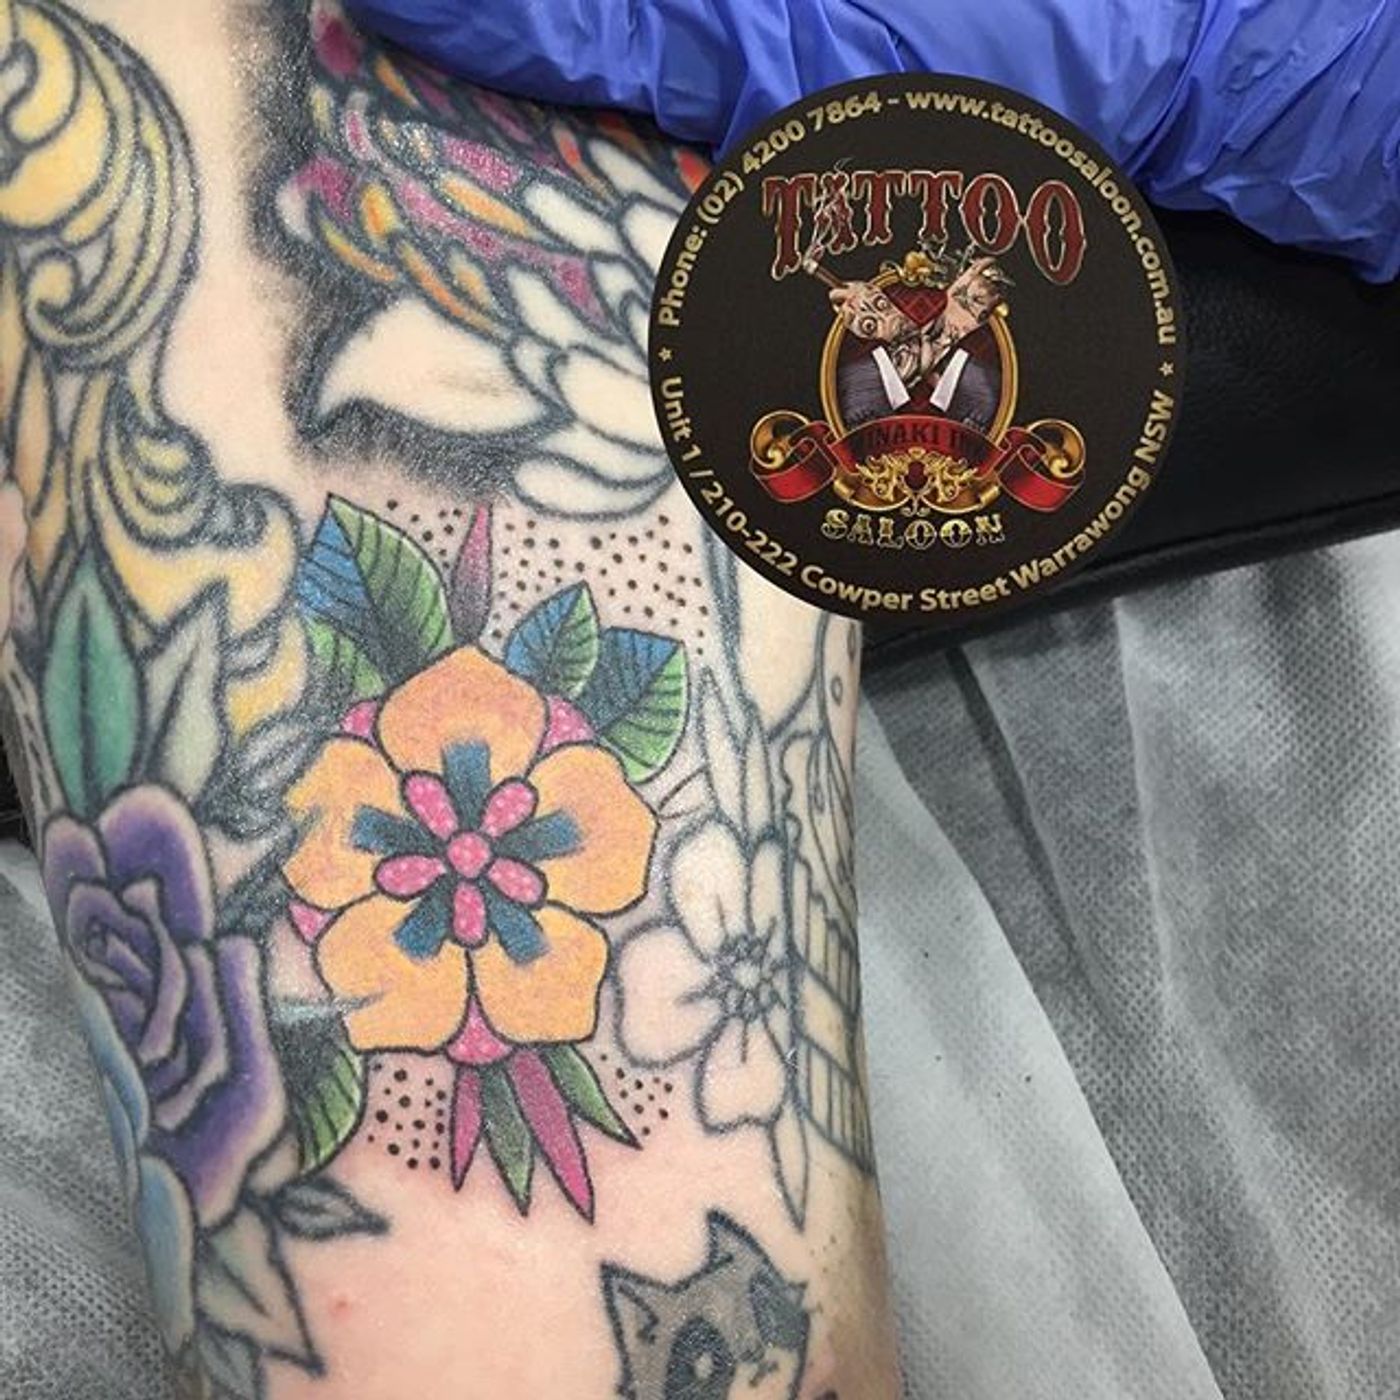 Phone: (02) 4200 7864 - www.tattoosaloon.com.au
TATTOO
SALOON
★ Unit 1 / 210-222 Cowper Street Warrawong NSW ★